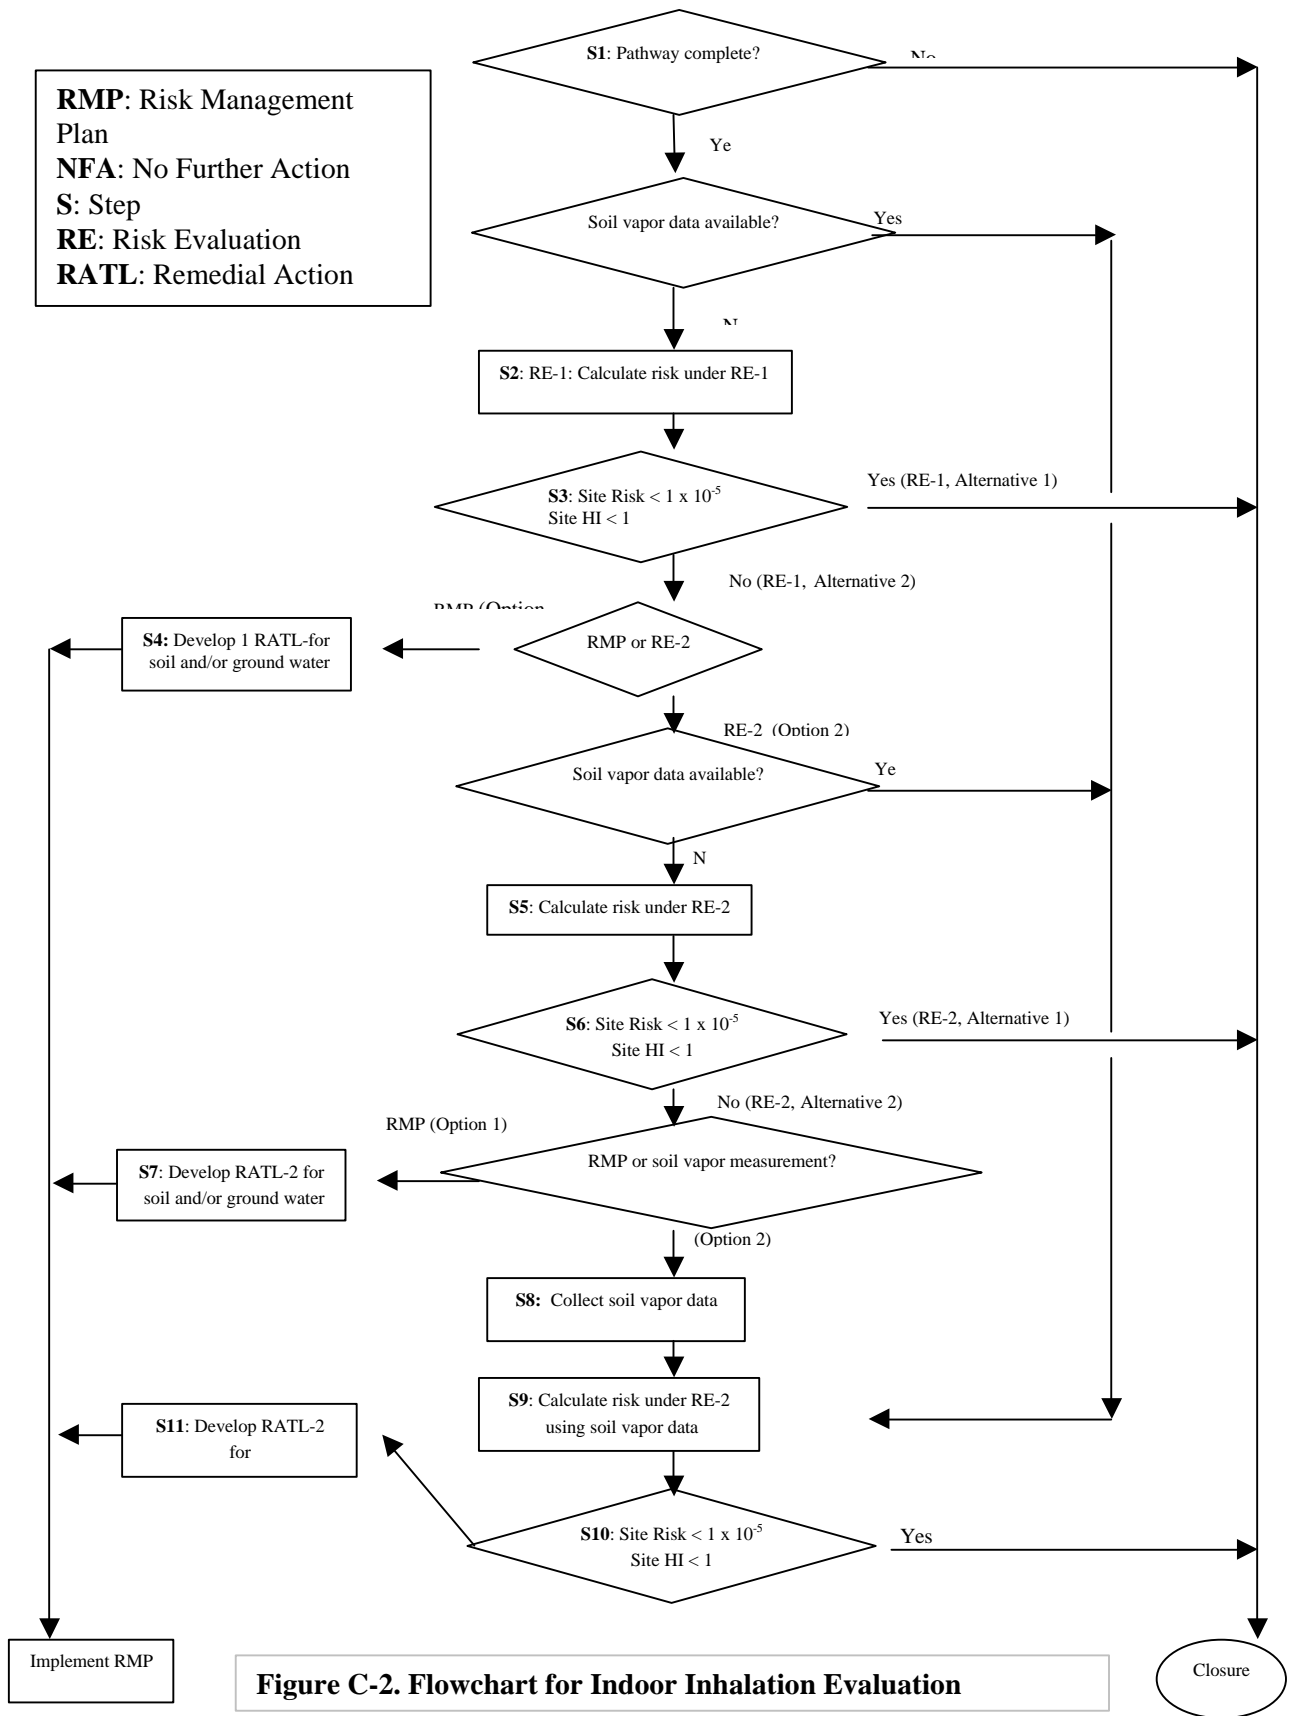 S1: Pathway complete?
RMP: Risk Management
Plan
NFA: No Further Action
S: Step
RE: Risk Evaluation
RATL: Remedial Action
Ye
Soil vapor data available?
Yes
S2: RE-1: Calculate risk under RE-1
S3: Site Risk < 1 x 10-5
Site HI < 1
Yes (RE-1, Alternative 1)
No (RE-1, Alternative 2)
RMP or RE-2
S4: Develop 1 RATL-for
soil and/or ground water
RE-2 (Option 2)
Soil vapor data available?
Ye
N
S5: Calculate risk under RE-2
S6: Site Risk < 1 x 10-5
Site HI < 1
Yes (RE-2, Alternative 1)
No (RE-2, Alternative 2)
RMP (Option 1)
RMP or soil vapor measurement?
S7: Develop RATL-2 for
soil and/or ground water
(Option 2)
S8: Collect soil vapor data
S9: Calculate risk under RE-2
using soil vapor data
S11: Develop RATL-2
for
S10: Site Risk < 1 x 10-5
Site HI < 1
Yes
Implement RMP
Figure C-2. Flowchart for Indoor Inhalation Evaluation
Closure